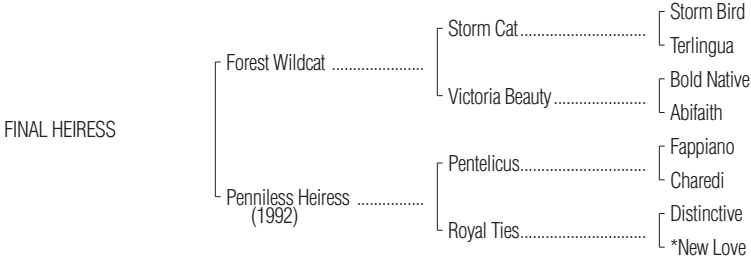 Storm Bird
Storm Cat..............................
Terlingua
Forest Wildcat ......................
Bold Native
Victoria Beauty......................
Abifaith
FINAL HEIRESS
Fappiano
Pentelicus..............................
Charedi
Penniless Heiress ................
(1992)
Distinctive
Royal Ties..............................
*New Love